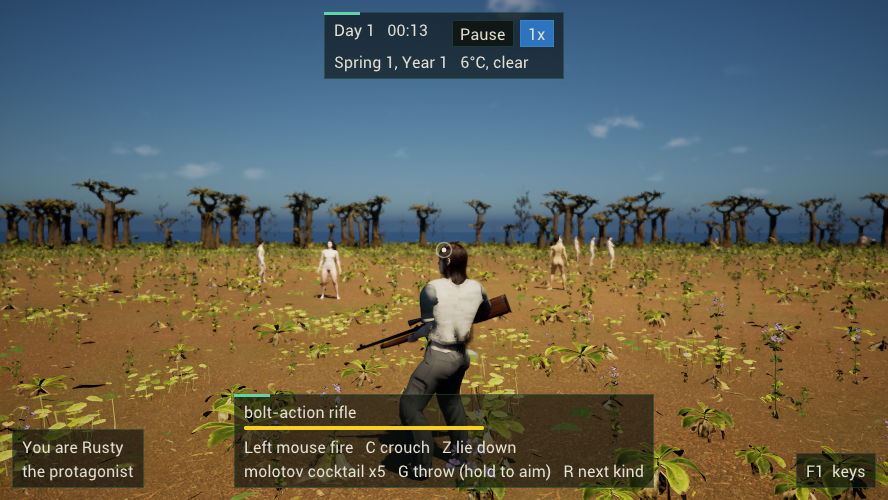 Day 1 00:13 Pause 1x
Spring 1, Year 1 6°C, clear
bolt-action rifle
Left mouse fire C crouch Z lie down
molotov cocktail x5 G throw (hold to aim) R next kind
You are Rusty
the protagonist
F1 keys